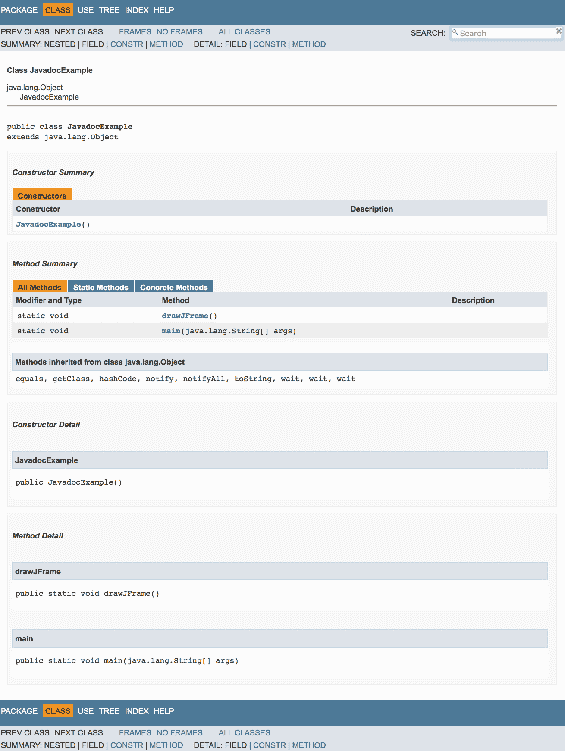 PACKAGE CLASS USE TREE INDEX HELP
PREV CLASS NEXT CLASS FRAMES NO FRAMES ALL CLASSES SEARCH: Search
SUMMARY: NESTED | FIELD | CONSTR | METHOD DETAIL: FIELD | CONSTR | METHOD
Class JavadocExample
java.lang.Object
JavadocExample
public class JavadocExample
extends java.lang.Object
Constructor Summary
Constructors
Constructor Description
JavadocExample()
Method Summary
All Methods Static Methods Concrete Methods
Modifier and Type Method Description
static void drawJFrame()
static void main(java.lang.String[] args)
Methods inherited from class java.lang.Object
equals, getClass, hashCode, notify, notifyAll, toString, wait, wait, wait
Constructor Detail
JavadocExample
public JavadocExample()
Method Detail
drawJFrame
public static void drawJFrame()
main
public static void main(java.lang.String[] args)
PACKAGE CLASS USE TREE INDEX HELP
PREV CLASS NEXT CLASS FRAMES NO FRAMES ALL CLASSES
SUMMARY: NESTED | FIELD | CONSTR | METHOD DETAIL: FIELD | CONSTR | METHOD